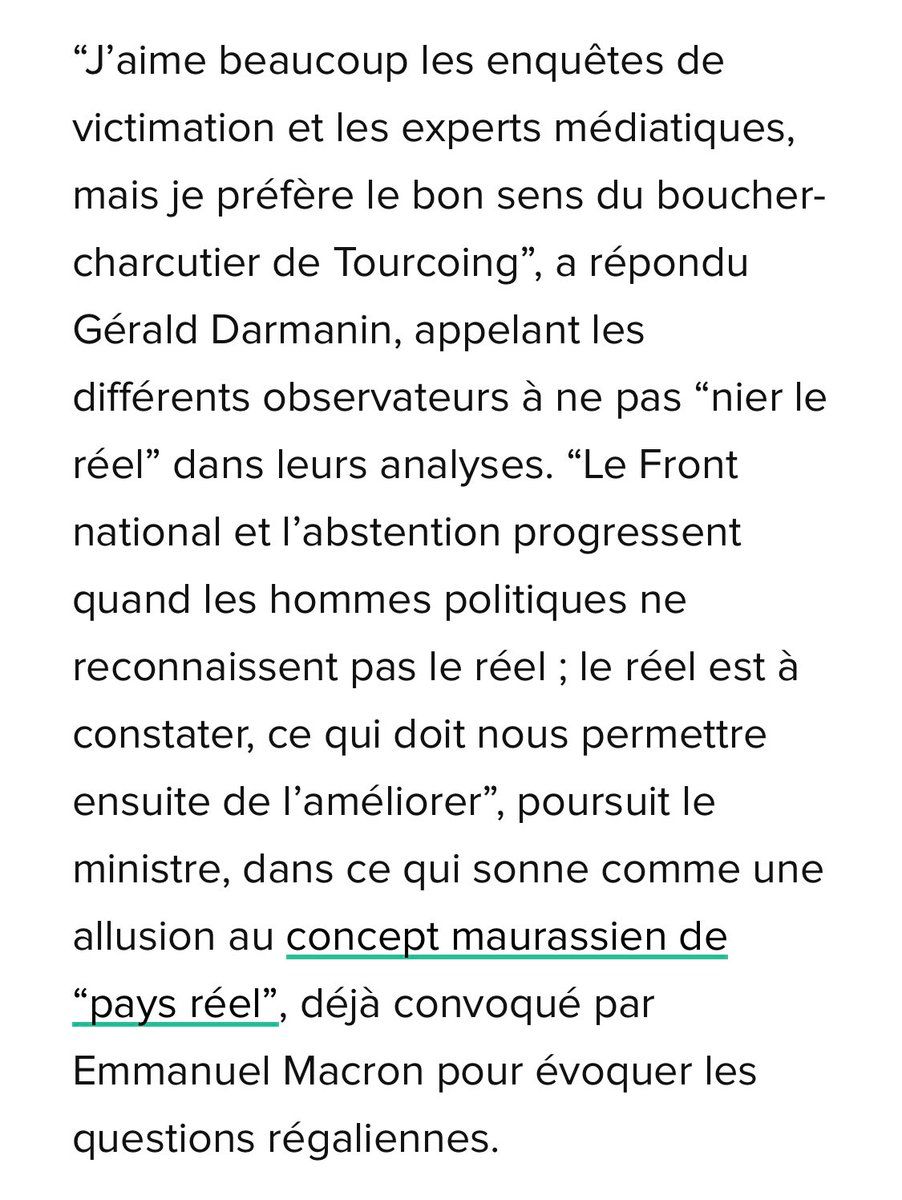 “J’aime beaucoup les enquêtes de
victimation et les experts médiatiques,
mais je préfère le bon sens du boucher-
charcutier de Tourcoing”, a répondu
Gérald Darmanin, appelant les
différents observateurs à ne pas “nier le
réel” dans leurs analyses. “Le Front
national et l’abstention progressent
quand les hommes politiques ne
reconnaissent pas le réel ; le réel est à
constater, ce qui doit nous permettre
ensuite de l’améliorer”, poursuit le
ministre, dans ce qui sonne comme une
allusion au concept maurassien de
“pays réel”, déjà convoqué par
Emmanuel Macron pour évoquer les
questions régaliennes.